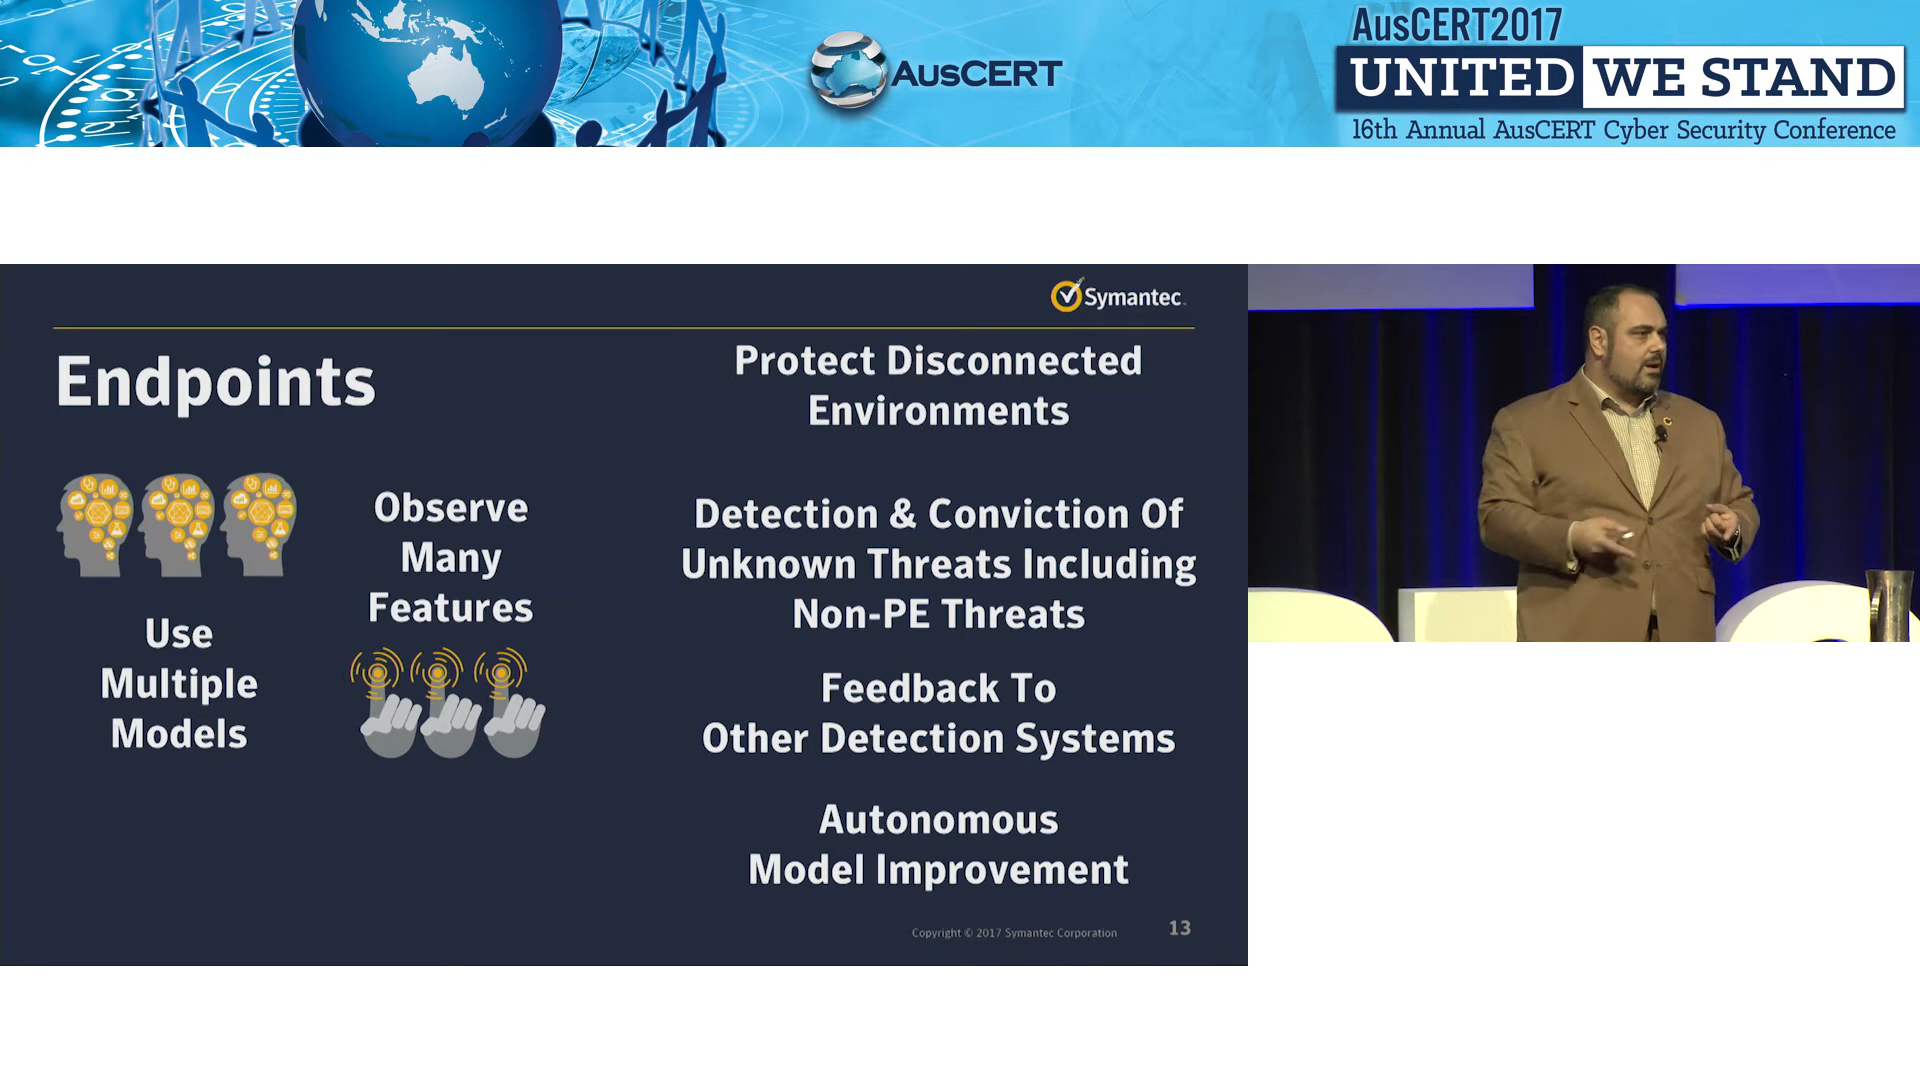 AusCERT
AusCERT2017
UNITED WE STAND
16th Annual AusCERT Cyber Security Conference
Symantec
Endpoints
Use
Multiple
Models
Observe
Many
Features
Protect Disconnected
Environments
Detection & Conviction Of
Unknown Threats Including
Non-PE Threats
Feedback To
Other Detection Systems
Autonomous
Model Improvement
Copyright © 2017 Symantec Corporation
13